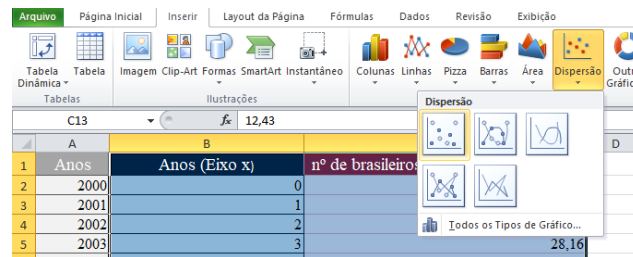 Arquivo Página Inicial Inserir Layout da Página Fórmulas Dados Revisão Exibição
Tabela Dinâmica Tabela Imagem Clip-Art Formas SmartArt Instantâneo Colunas Linhas Pizza Barras Área Dispersão
Tabelas Ilustrações
Dispersão
C13 fx 12,43
A B D
1 Anos Anos (Eixo x) nº de brasileiros
2 2000 0
3 2001 1
4 2002 2
5 2003 3 28,16
Todos os Tipos de Gráfico...